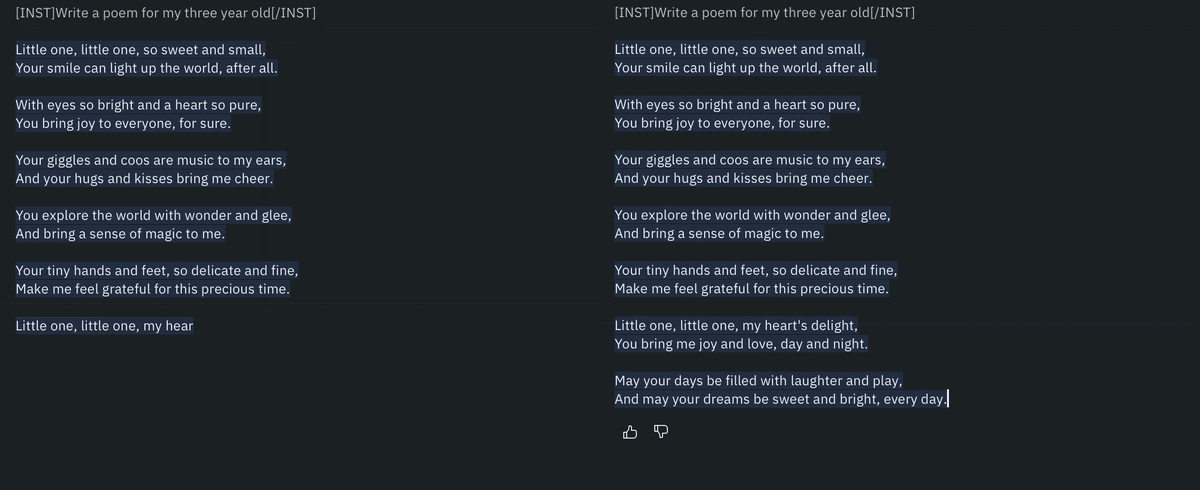 [INST]Write a poem for my three year old[/INST]
Little one, little one, so sweet and small,
Your smile can light up the world, after all.
With eyes so bright and a heart so pure,
You bring joy to everyone, for sure.
Your giggles and coos are music to my ears,
And your hugs and kisses bring me cheer.
You explore the world with wonder and glee,
And bring a sense of magic to me.
Your tiny hands and feet, so delicate and fine,
Make me feel grateful for this precious time.
Little one, little one, my hear
[INST]Write a poem for my three year old[/INST]
Little one, little one, so sweet and small,
Your smile can light up the world, after all.
With eyes so bright and a heart so pure,
You bring joy to everyone, for sure.
Your giggles and coos are music to my ears,
And your hugs and kisses bring me cheer.
You explore the world with wonder and glee,
And bring a sense of magic to me.
Your tiny hands and feet, so delicate and fine,
Make me feel grateful for this precious time.
Little one, little one, my heart's delight,
You bring me joy and love, day and night.
May your days be filled with laughter and play,
And may your dreams be sweet and bright, every day.